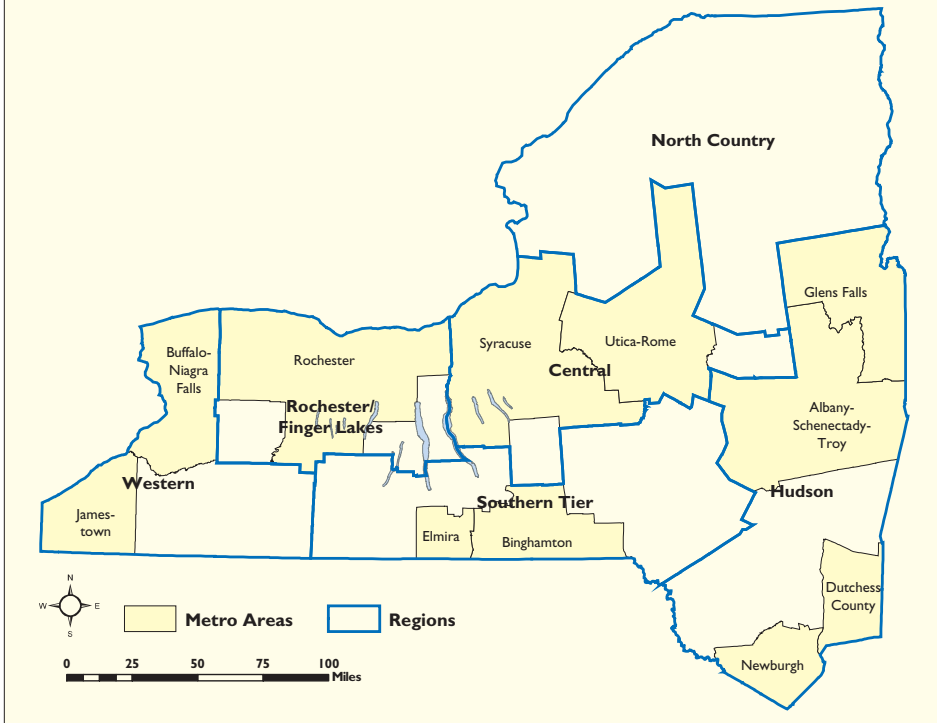 North Country
Glens Falls
Utica-Rome
Syracuse
Buffalo-
Niagra
Falls
Rochester
Central
Rochester/
Finger Lakes
Albany-
Schenectady-
Troy
Western
Hudson
Southern Tier
James-
town
Elmira
Binghamton
Dutchess
County
Newburgh
N
W E
S
Metro Areas
Regions
0 25 50 75 100
Miles